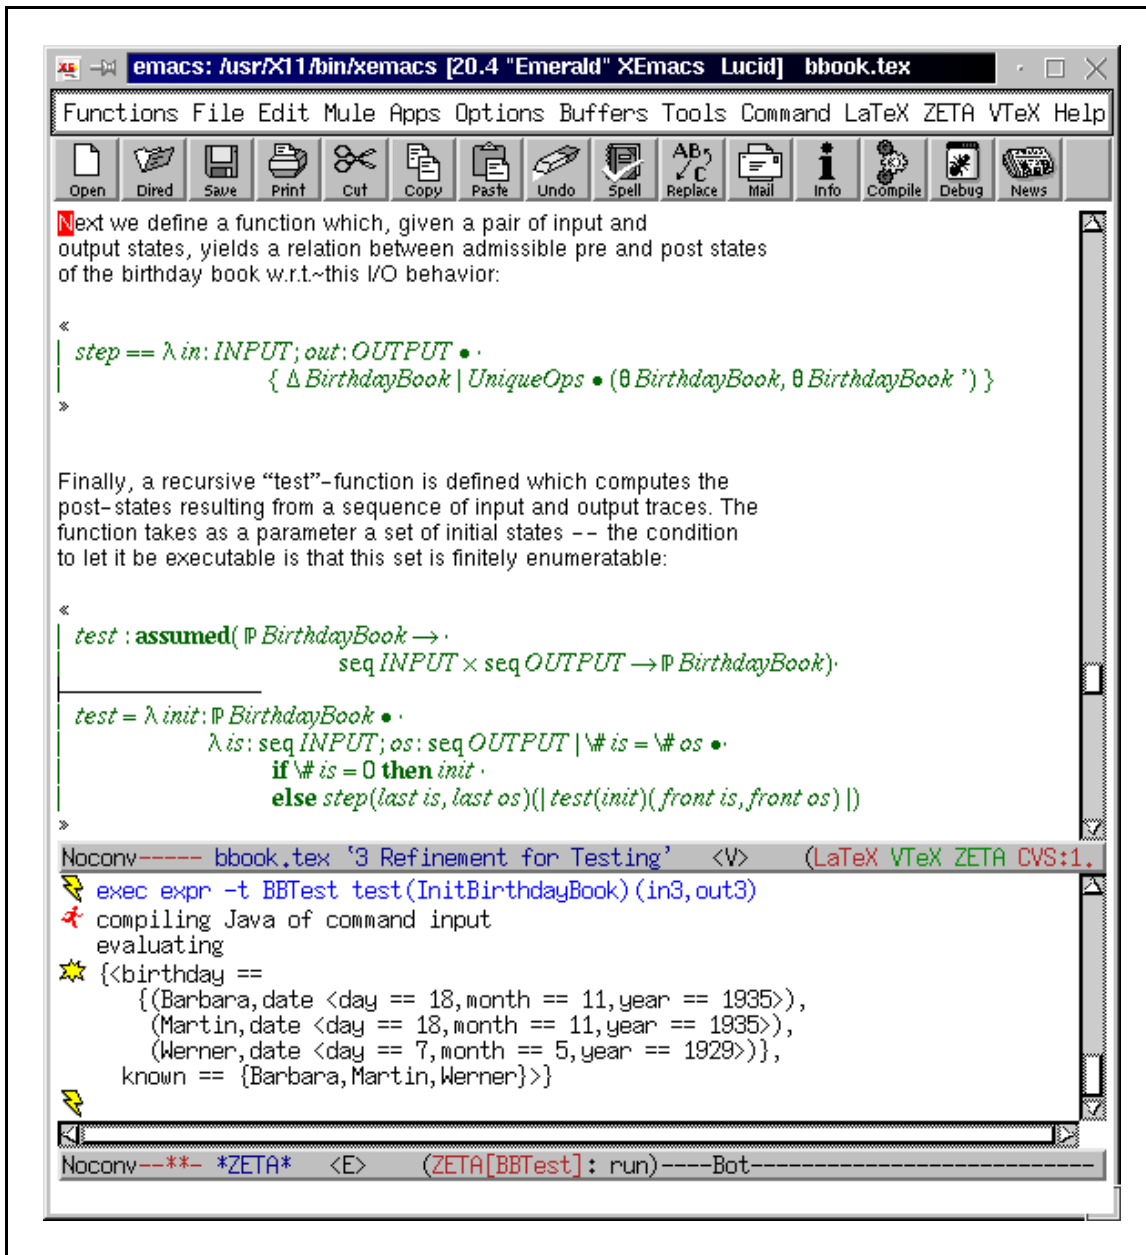 emacs: /usr/X11/bin/xemacs [20.4 "Emerald" XEmacs Lucid] bbook.tex
Functions File Edit Mule Apps Options Buffers Tools Command LaTeX ZETA VTeX Help
Open Dired Save Print Cut Copy Paste Undo Spell Replace Mail Info Compile Debug News
Next we define a function which, given a pair of input and
output states, yields a relation between admissible pre and post states
of the birthday book w.r.t.~this I/O behavior:
«
step == λ in: INPUT; out: OUTPUT ● ·
{ Δ BirthdayBook | UniqueOps ● (θ BirthdayBook, θ BirthdayBook ') }
»
Finally, a recursive “test”-function is defined which computes the
post-states resulting from a sequence of input and output traces. The
function takes as a parameter a set of initial states -- the condition
to let it be executable is that this set is finitely enumeratable:
«
test : assumed( ℙ BirthdayBook → ·
seq INPUT × seq OUTPUT → ℙ BirthdayBook)·
test = λ init: ℙ BirthdayBook ● ·
λ is: seq INPUT; os: seq OUTPUT | \# is = \# os ●·
if \# is = 0 then init ·
else step(last is, last os)(| test(init)( front is, front os) |)
»
Noconv----- bbook.tex '3 Refinement for Testing' <V> (LaTeX VTeX ZETA CVS:1.
exec expr -t BBTest test(InitBirthdayBook)(in3,out3)
compiling Java of command input
evaluating
{<birthday ==
{(Barbara,date <day == 18,month == 11,year == 1935>),
(Martin,date <day == 18,month == 11,year == 1935>),
(Werner,date <day == 7,month == 5,year == 1929>)},
known == {Barbara,Martin,Werner}>}
Noconv--**- *ZETA* <E> (ZETA[BBTest]: run)----Bot---------------------------